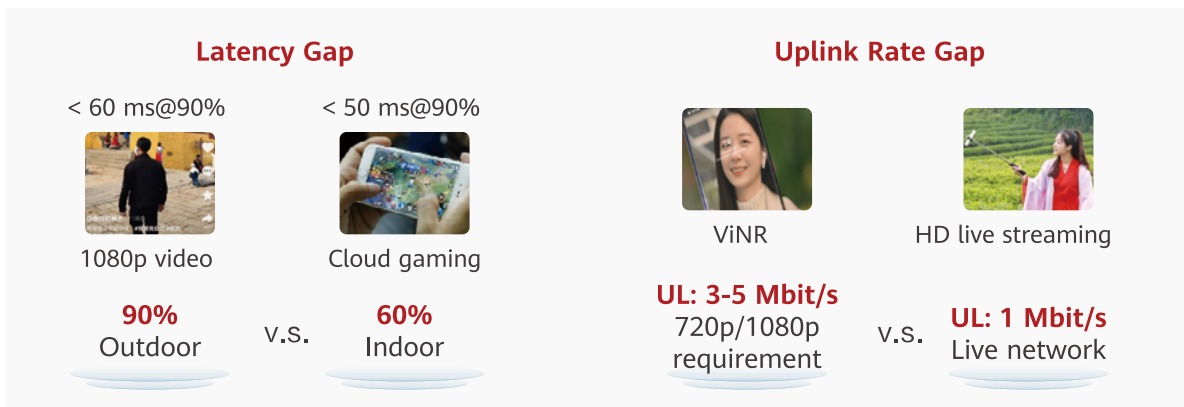 Latency Gap
< 60 ms@90%
< 50 ms@90%
1080p video
Cloud gaming
90%
Outdoor
v.s.
60%
Indoor
Uplink Rate Gap
ViNR
HD live streaming
UL: 3-5 Mbit/s
720p/1080p
requirement
v.s.
UL: 1 Mbit/s
Live network